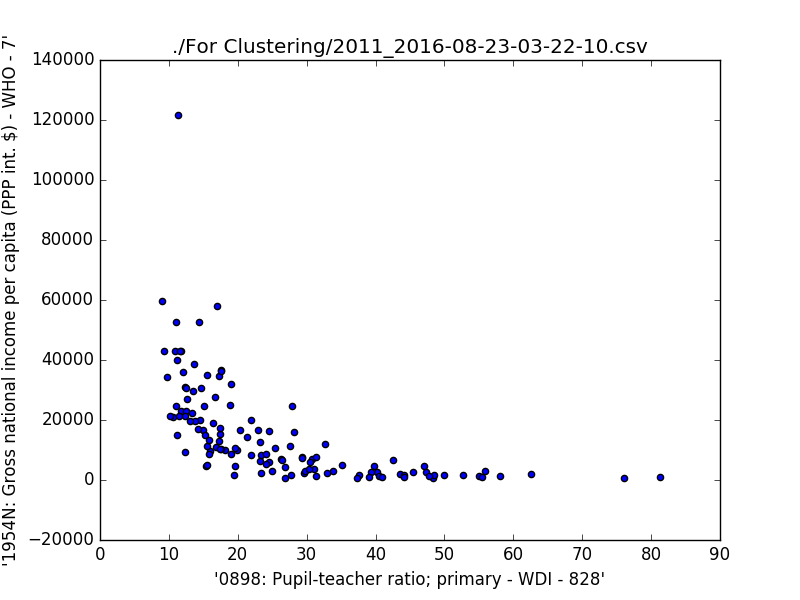 ./For Clustering/2011_2016-08-23-03-22-10.csv
'1954N: Gross national income per capita (PPP int. $) - WHO - 7'
140000
120000
100000
80000
60000
40000
20000
0
−20000
0 10 20 30 40 50 60 70 80 90
'0898: Pupil-teacher ratio; primary - WDI - 828'